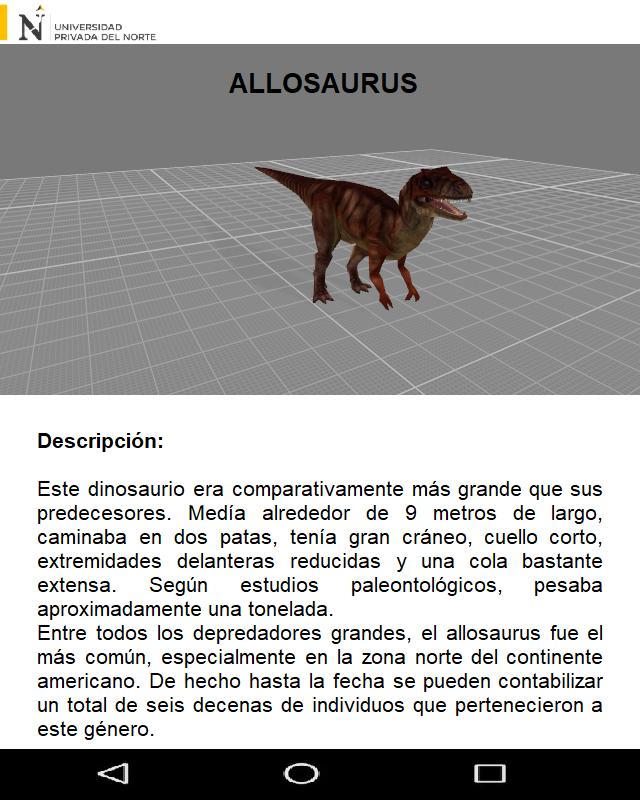 UNIVERSIDAD
PRIVADA DEL NORTE
ALLOSAURUS
Descripción:
Este dinosaurio era comparativamente más grande que sus
predecesores. Medía alrededor de 9 metros de largo,
caminaba en dos patas, tenía gran cráneo, cuello corto,
extremidades delanteras reducidas y una cola bastante
extensa. Según estudios paleontológicos, pesaba
aproximadamente una tonelada.
Entre todos los depredadores grandes, el allosaurus fue el
más común, especialmente en la zona norte del continente
americano. De hecho hasta la fecha se pueden contabilizar
un total de seis decenas de individuos que pertenecieron a
este género.